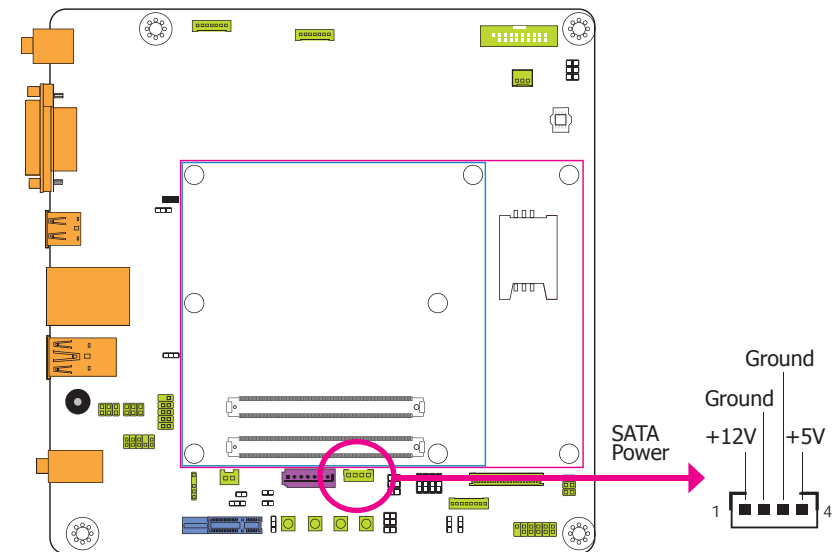 Ground
Ground
+12V +5V
SATA
Power
1 4